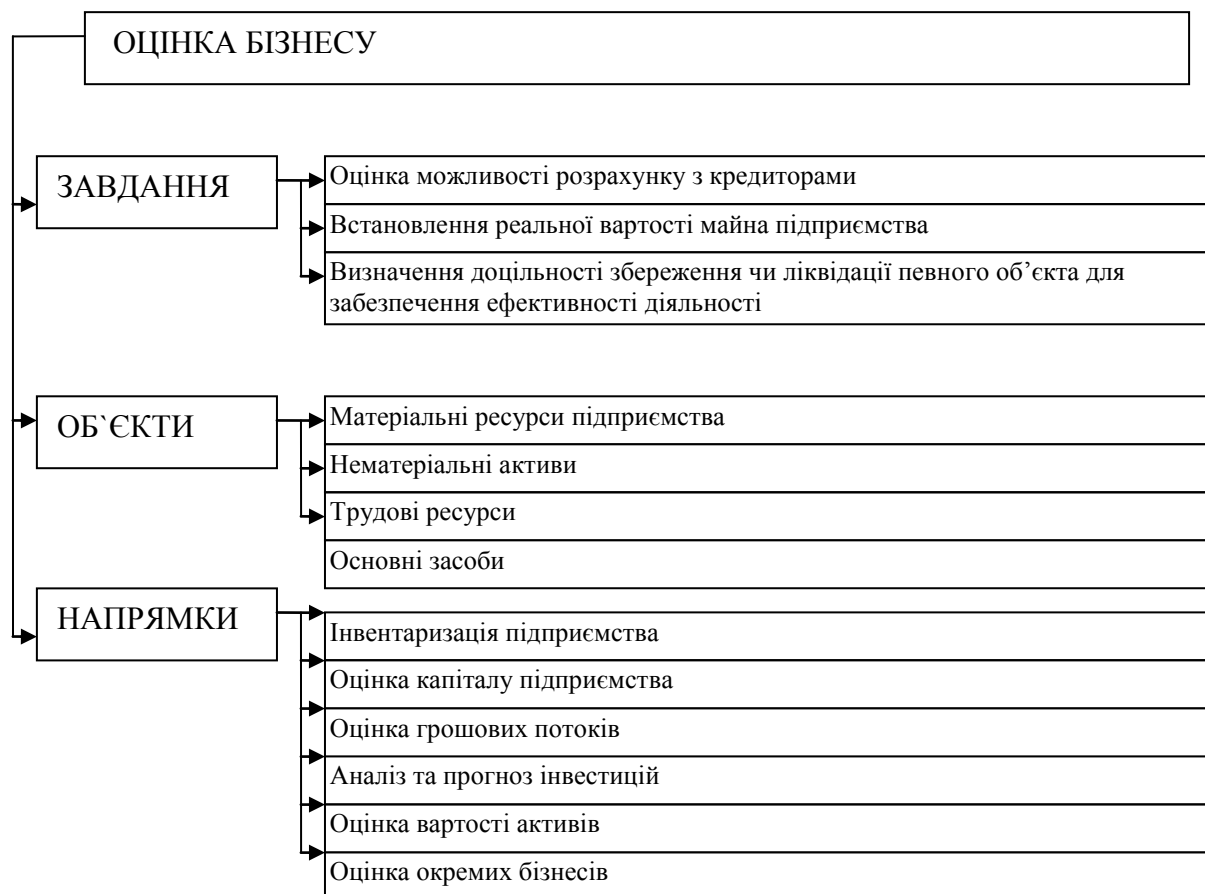 ОЦІНКА БІЗНЕСУ
ЗАВДАННЯ
Оцінка можливості розрахунку з кредиторами
Встановлення реальної вартості майна підприємства
Визначення доцільності збереження чи ліквідації певного об’єкта для
забезпечення ефективності діяльності
ОБ`ЄКТИ
Матеріальні ресурси підприємства
Нематеріальні активи
Трудові ресурси
Основні засоби
НАПРЯМКИ
Інвентаризація підприємства
Оцінка капіталу підприємства
Оцінка грошових потоків
Аналіз та прогноз інвестицій
Оцінка вартості активів
Оцінка окремих бізнесів